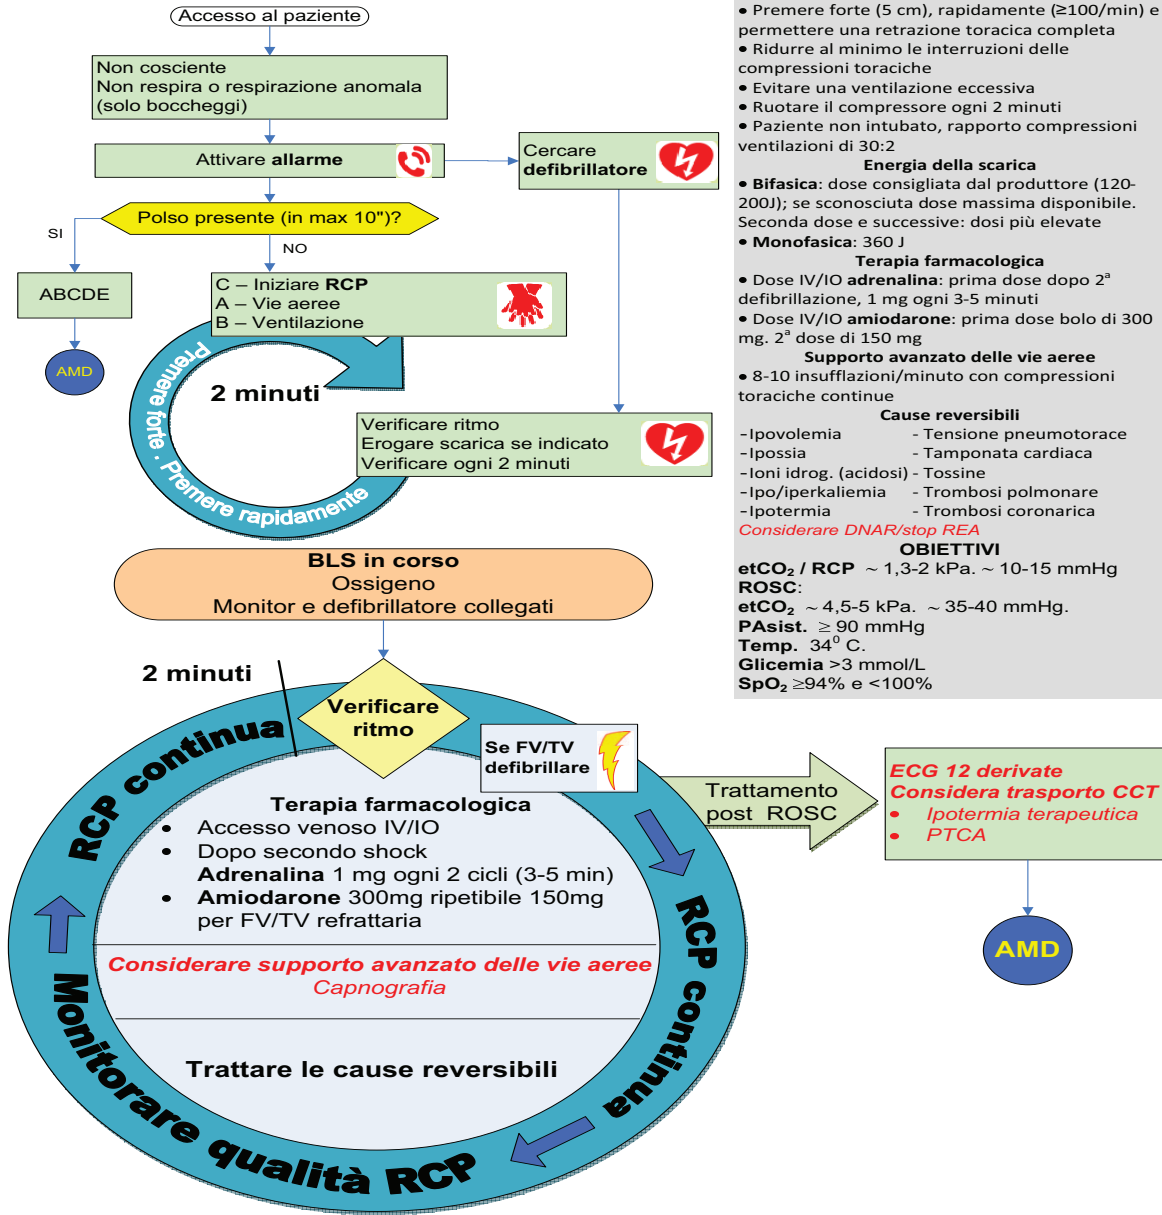 Accesso al paziente
Non cosciente
Non respira o respirazione anomala
(solo boccheggi)
Attivare allarme
Cercare
defibrillatore
Polso presente (in max 10")?
SI
NO
ABCDE
AMD
C – Iniziare RCP
A – Vie aeree
B – Ventilazione
2 minuti
Premere forte . Premere rapidamente
Verificare ritmo
Erogare scarica se indicato
Verificare ogni 2 minuti
BLS in corso
Ossigeno
Monitor e defibrillatore collegati
2 minuti
Verificare
ritmo
Se FV/TV
defibrillare
RCP continua
RCP continua
Monitorare qualità RCP
Terapia farmacologica
• Accesso venoso IV/IO
• Dopo secondo shock
Adrenalina 1 mg ogni 2 cicli (3-5 min)
• Amiodarone 300mg ripetibile 150mg
per FV/TV refrattaria
Considerare supporto avanzato delle vie aeree
Capnografia
Trattare le cause reversibili
Trattamento
post ROSC
ECG 12 derivate
Considera trasporto CCT
• Ipotermia terapeutica
• PTCA
AMD
• Premere forte (5 cm), rapidamente (≥100/min) e
permettere una retrazione toracica completa
• Ridurre al minimo le interruzioni delle
compressioni toraciche
• Evitare una ventilazione eccessiva
• Ruotare il compressore ogni 2 minuti
• Paziente non intubato, rapporto compressioni
ventilazioni di 30:2
Energia della scarica
• Bifasica: dose consigliata dal produttore (120-
200J); se sconosciuta dose massima disponibile.
Seconda dose e successive: dosi più elevate
• Monofasica: 360 J
Terapia farmacologica
• Dose IV/IO adrenalina: prima dose dopo 2ª
defibrillazione, 1 mg ogni 3-5 minuti
• Dose IV/IO amiodarone: prima dose bolo di 300
mg. 2ª dose di 150 mg
Supporto avanzato delle vie aeree
• 8-10 insufflazioni/minuto con compressioni
toraciche continue
Cause reversibili
-Ipovolemia - Tensione pneumotorace
-Ipossia - Tamponata cardiaca
-Ioni idrog. (acidosi) - Tossine
-Ipo/iperkaliemia - Trombosi polmonare
-Ipotermia - Trombosi coronarica
Considerare DNAR/stop REA
OBIETTIVI
etCO₂ / RCP ~ 1,3-2 kPa. ~ 10-15 mmHg
ROSC:
etCO₂ ~ 4,5-5 kPa. ~ 35-40 mmHg.
PAsist. ≥ 90 mmHg
Temp. 34⁰ C.
Glicemia >3 mmol/L
SpO₂ ≥94% e <100%